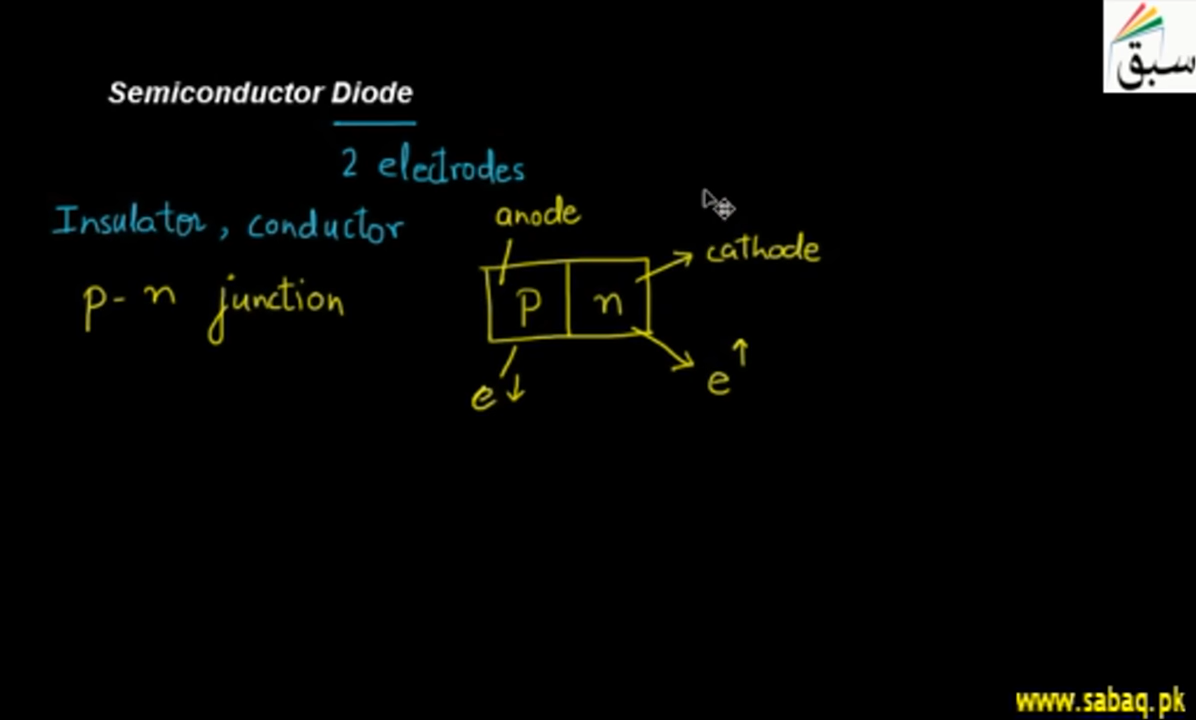 سبق
Semiconductor Diode
2 electrodes
Insulator, conductor
anode
cathode
p-n junction
p n
e ↓
e ↑
www.sabaq.pk